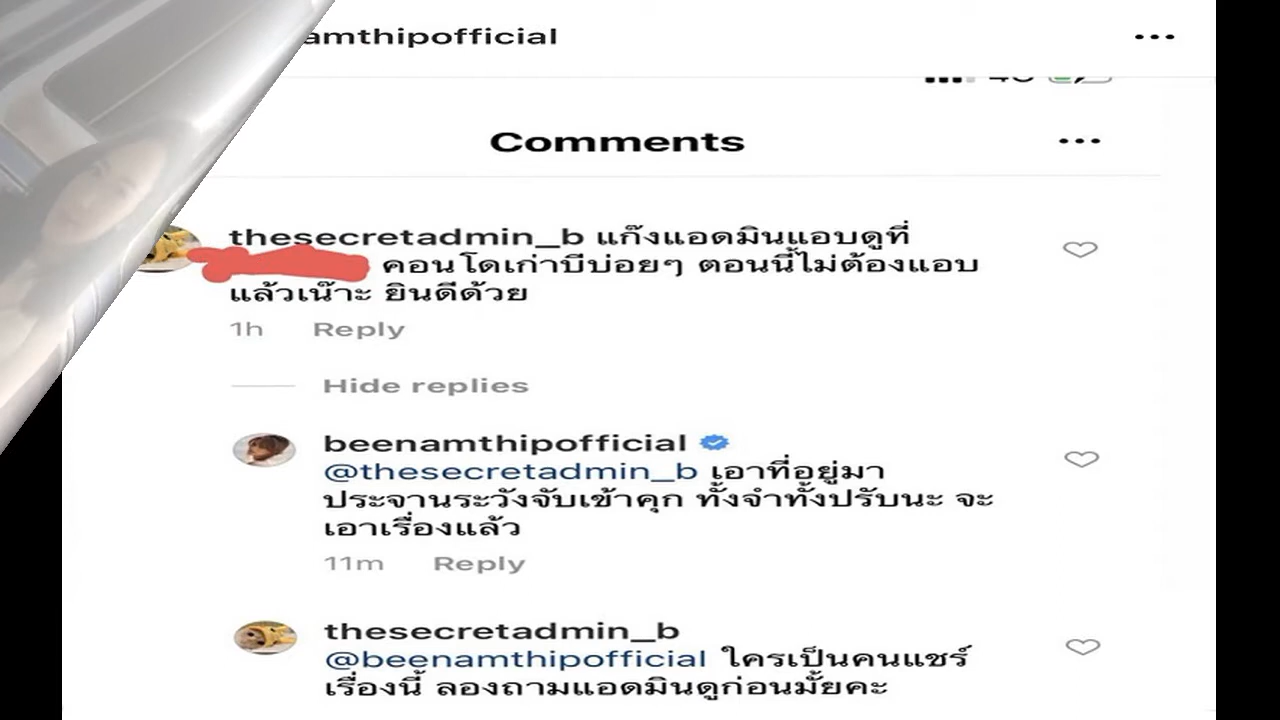 amthipofficial
Comments
thesecretadmin_b แก๊งแอดมินแอบดูที่
คอนโดเก่าบีบ่อยๆ ตอนนี้ไม่ต้องแอบ
แล้วเน๊าะ ยินดีด้วย
1h Reply
Hide replies
beenamthipofficial
@thesecretadmin_b เอาที่อยู่มา
ประจานระวังจับเข้าคุก ทั้งจำทั้งปรับนะ จะ
เอาเรื่องแล้ว
11m Reply
thesecretadmin_b
@beenamthipofficial ใครเป็นคนแชร์
เรื่องนี้ ลองถามแอดมินดูก่อนมั้ยคะ